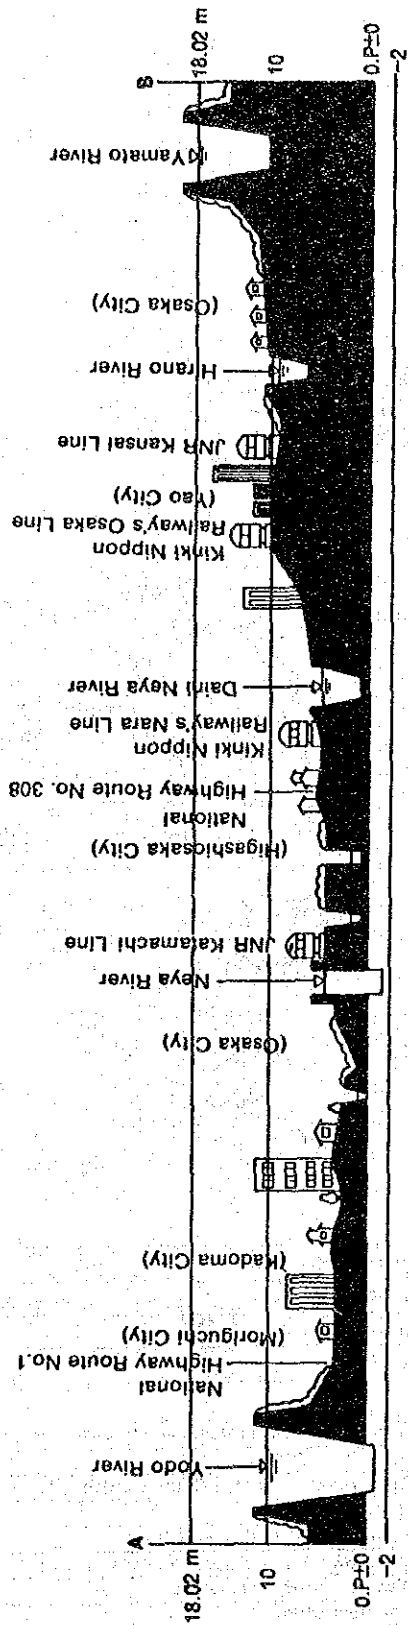 A
18.02 m
10
O.P±0
-2
Yodo River
National
Highway Route No.1
(Moriguchi City)
(Kadoma City)
(Osaka City)
Neya River
JNR Katamachi Line
(Higashiosaka City)
National
Highway Route No. 308
Kinki Nippon
Railway's Nara Line
Daini Neya River
Kinki Nippon
Railway's Osaka Line
(Yao City)
JNR Kansai Line
Hirano River
(Osaka City)
Yamato River
B
18.02 m
10
O.P±0
-2